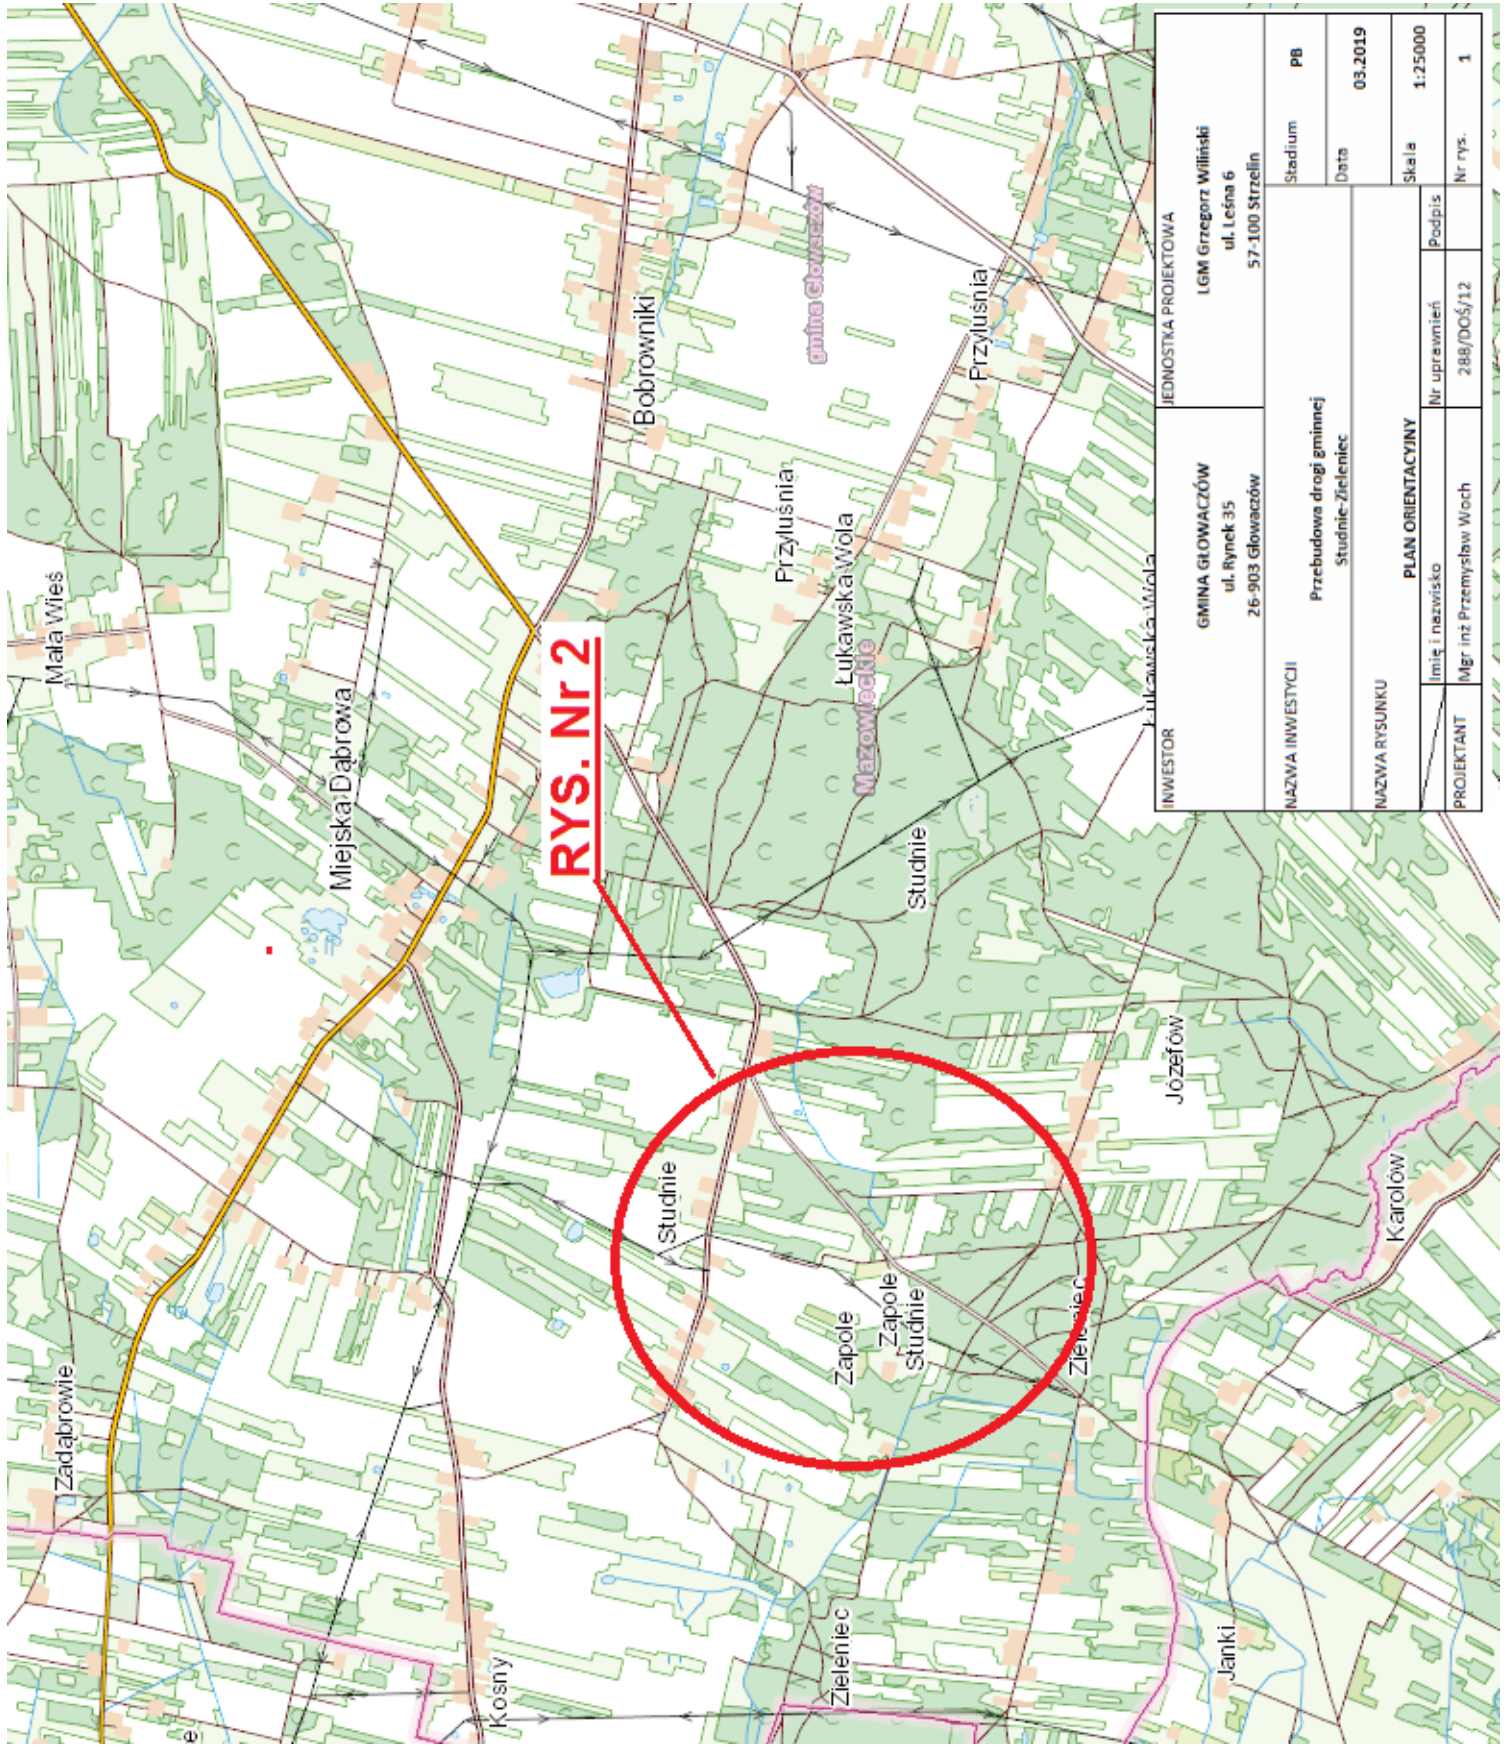 Mała Wieś
Zadąbrowie
Miejska Dąbrowa
e
Kosny
RYS. Nr 2
Bobrowniki
Studnie
gmina Głowaczów
Przyłuśnia
Łukawska Wola
Mazowieckie
Zapole
Zapole
Studnie
Studnie
Zieleniec
Przyłuśnia
Zieleniec
Łukawska Wola
Józefów
Janki
Karolów
INWESTOR
GMINA GŁOWACZÓW
ul. Rynek 35
26-903 Głowaczów
JEDNOSTKA PROJEKTOWA
LGM Grzegorz Wiliński
ul. Leśna 6
57-100 Strzelin
NAZWA INWESTYCJI
Przebudowa drogi gminnej
Studnie-Zieleniec
Stadium PB
Data 03.2019
NAZWA RYSUNKU
PLAN ORIENTACYJNY
Skala 1:25000
Imię i nazwisko Nr uprawnień Podpis
PROJEKTANT Mgr inż Przemysław Woch 288/DOŚ/12 Nr rys. 1